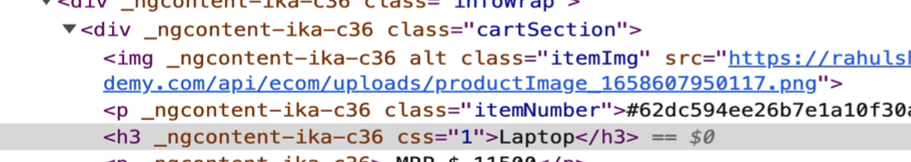 <div _ngcontent-ika-c36 class="infoWrap">
▼<div _ngcontent-ika-c36 class="cartSection">
<img _ngcontent-ika-c36 alt class="itemImg" src="https://rahuls
demy.com/api/ecom/uploads/productImage_1658607950117.png">
<p _ngcontent-ika-c36 class="itemNumber">#62dc594ee26b7e1a10f30
<h3 _ngcontent-ika-c36 css="1">Laptop</h3> == $0
<p _ngcontent-ika-c36> MRP $ 11500</p>